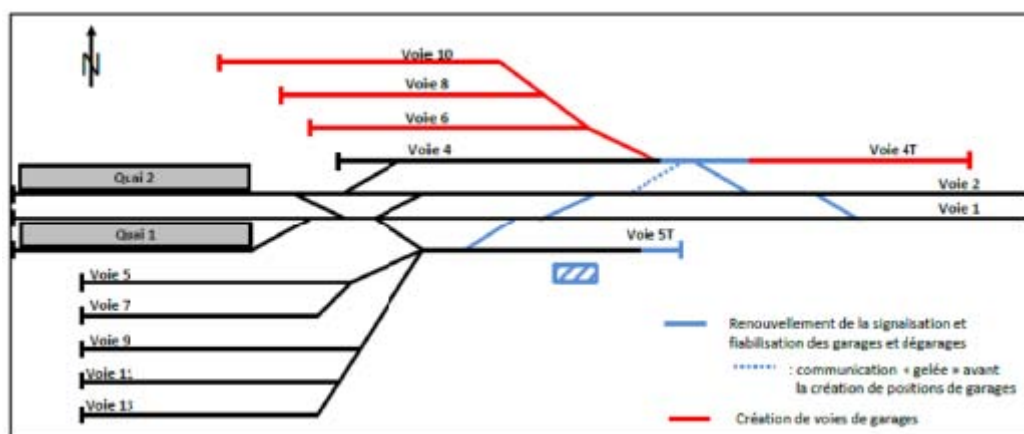 N
Voie 10
Voie 8
Voie 6
Voie 4
Voie 4T
Quai 2
Voie 2
Voie 1
Quai 1
Voie 5T
Voie 5
Voie 7
Voie 9
Voie 11
Voie 13
Renouvellement de la signalisation et
fiabilisation des garages et dégarages
: communication « gelée » avant
la création de positions de garages
Création de voies de garages